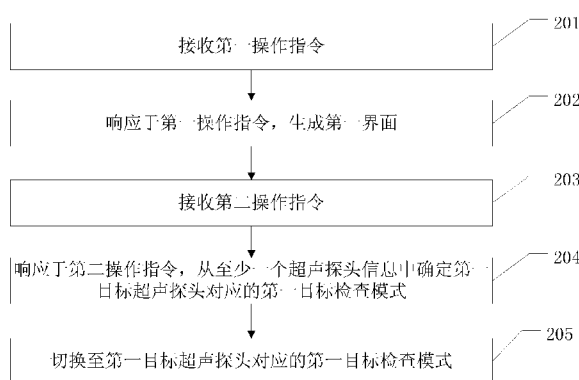 接收第一操作指令
201
响应于第一操作指令，生成第一界面
202
接收第二操作指令
203
响应于第二操作指令，从至少一个超声探头信息中确定第一
目标超声探头对应的第一目标检查模式
204
切换至第一目标超声探头对应的第一目标检查模式
205